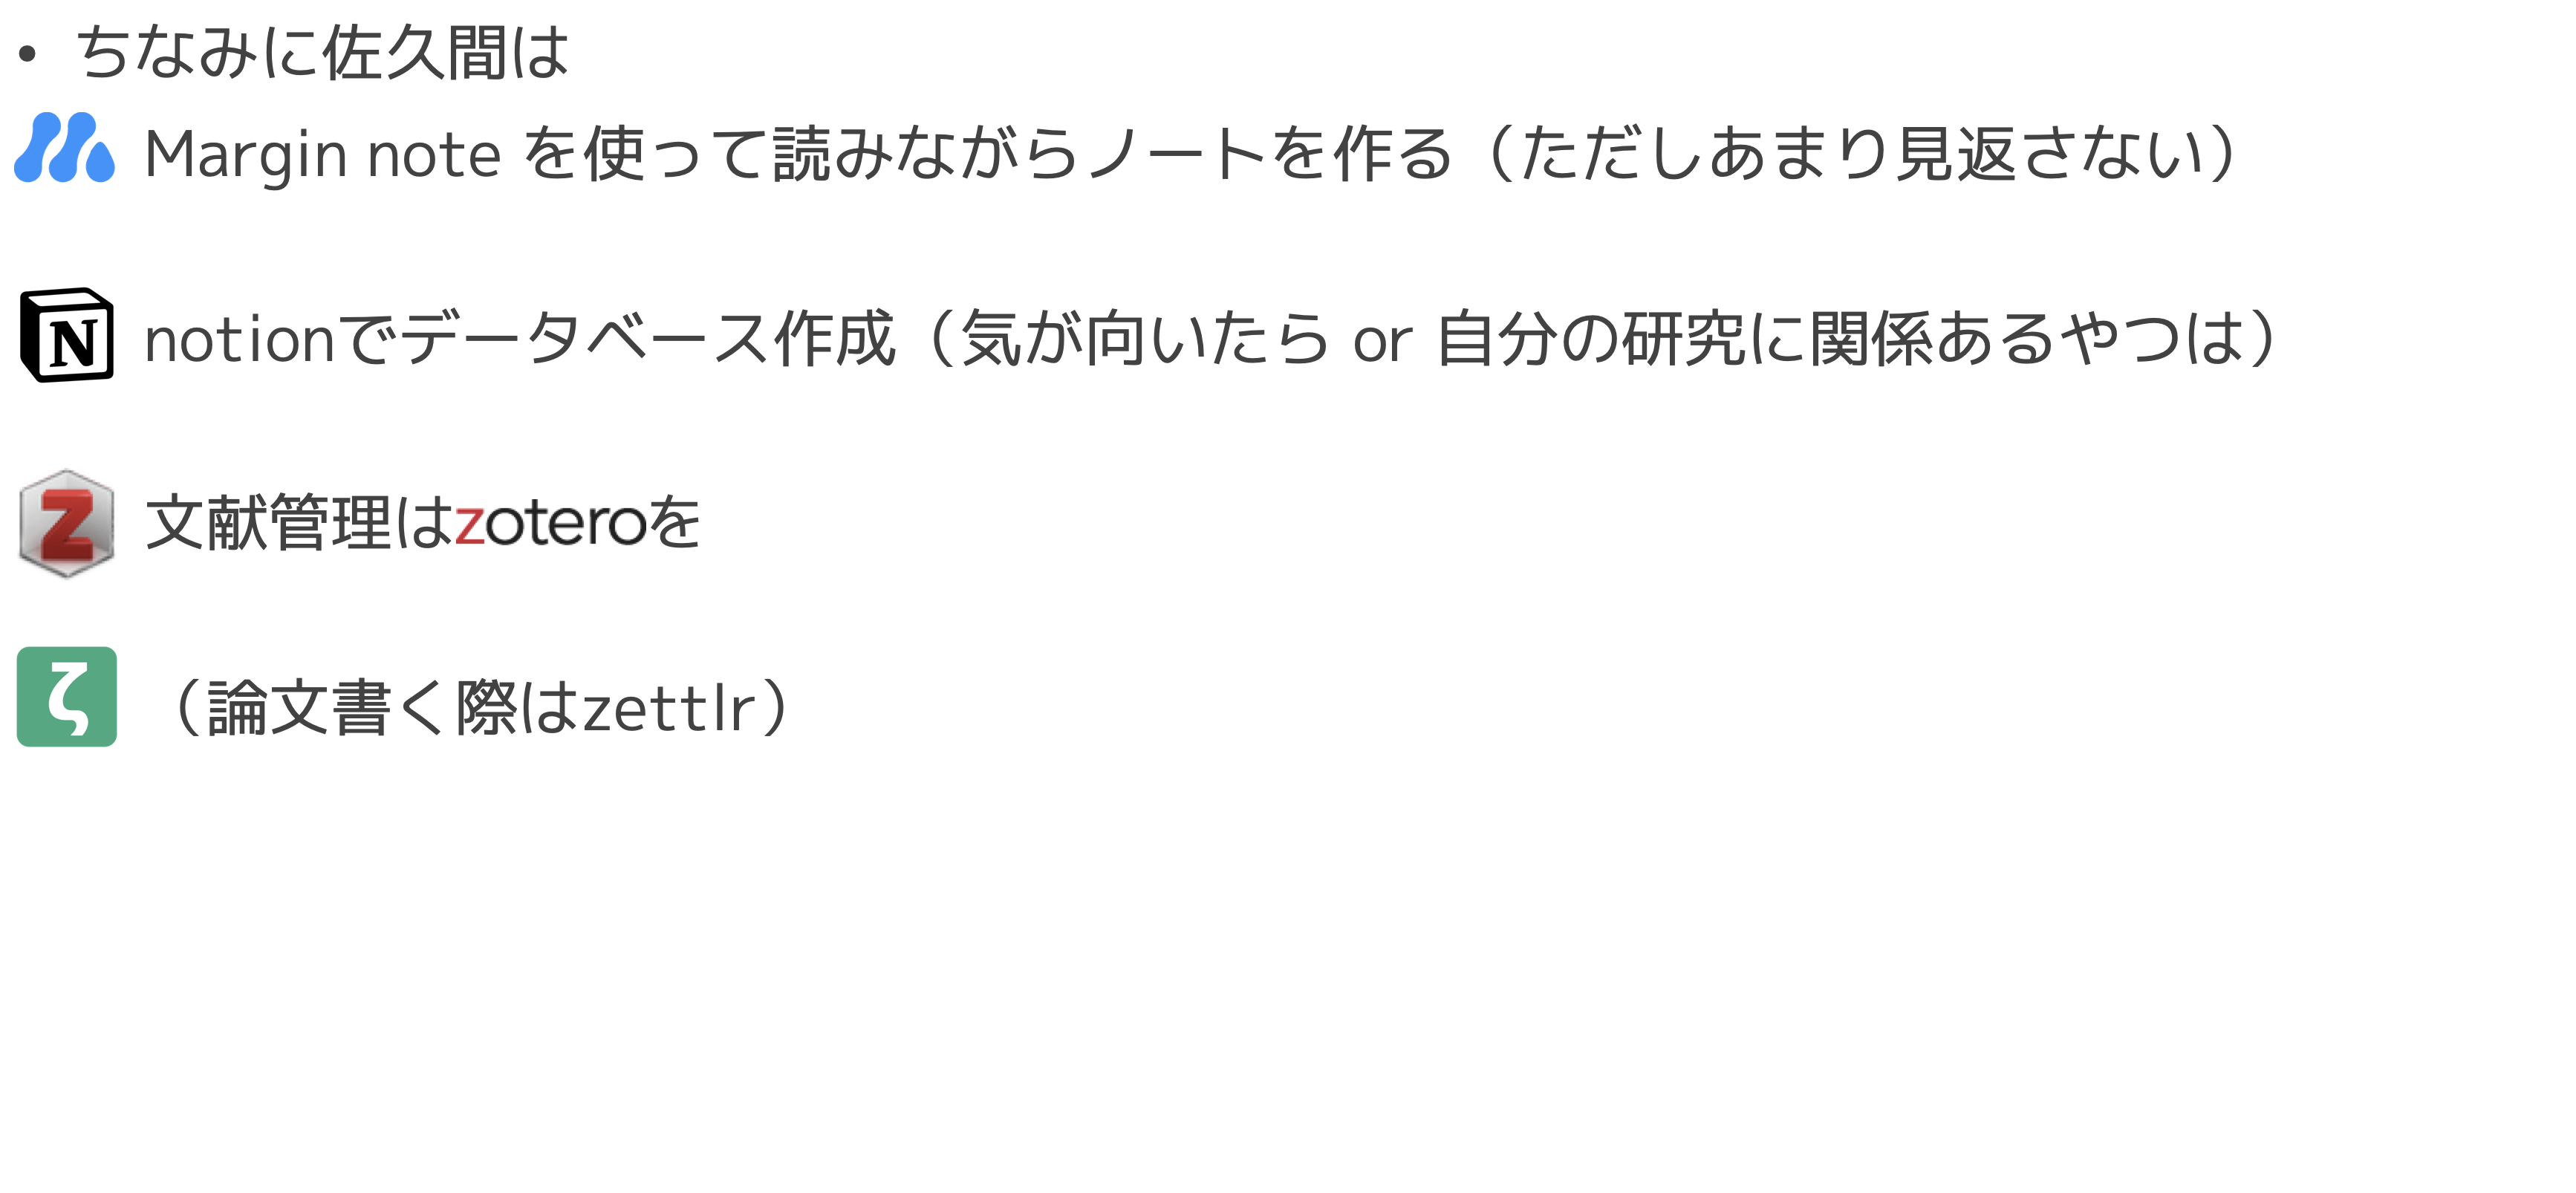 • ちなみに佐久間は
Margin note を使って読みながらノートを作る（ただしあまり見返さない）
N notionでデータベース作成（気が向いたら or 自分の研究に関係あるやつは）
Z 文献管理はzoteroを
ζ （論文書く際はzettlr）